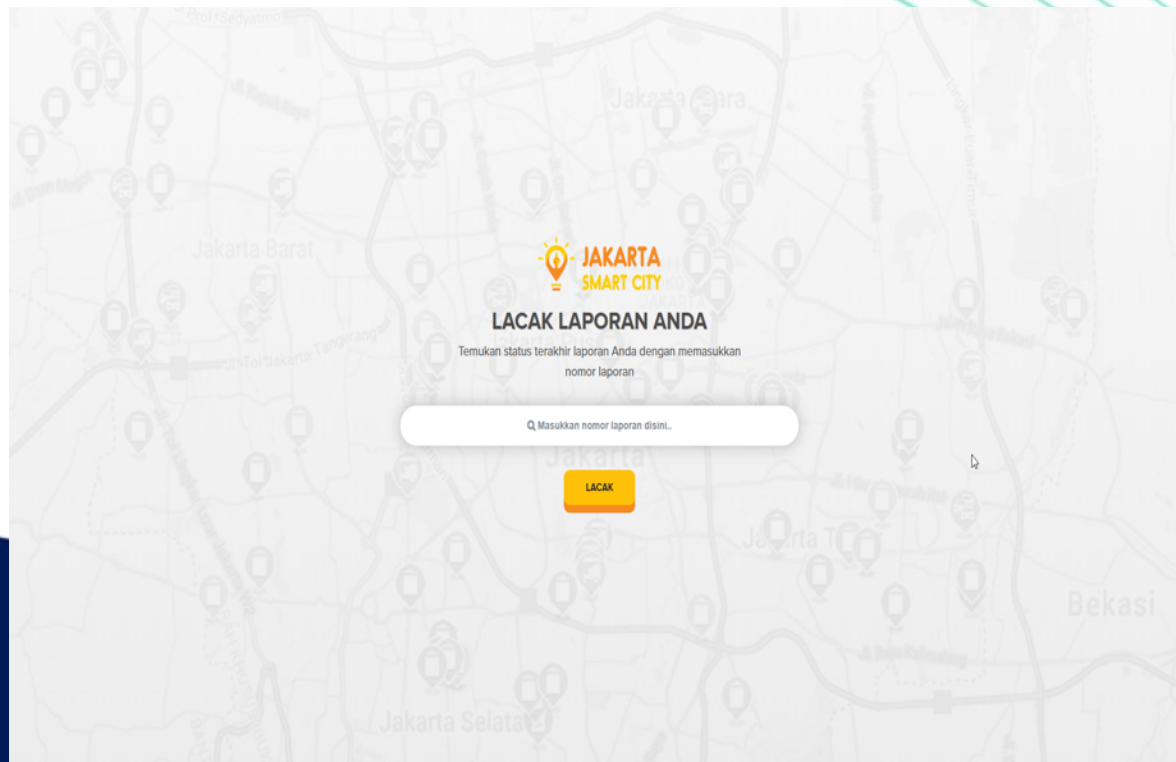 Jakarta Utara
Jakarta Barat
JAKARTA
SMART CITY
LACAK LAPORAN ANDA
Temukan status terakhir laporan Anda dengan memasukkan
nomor laporan
Masukkan nomor laporan disini..
Jakarta
LACAK
Bekasi
Jakarta Selatan